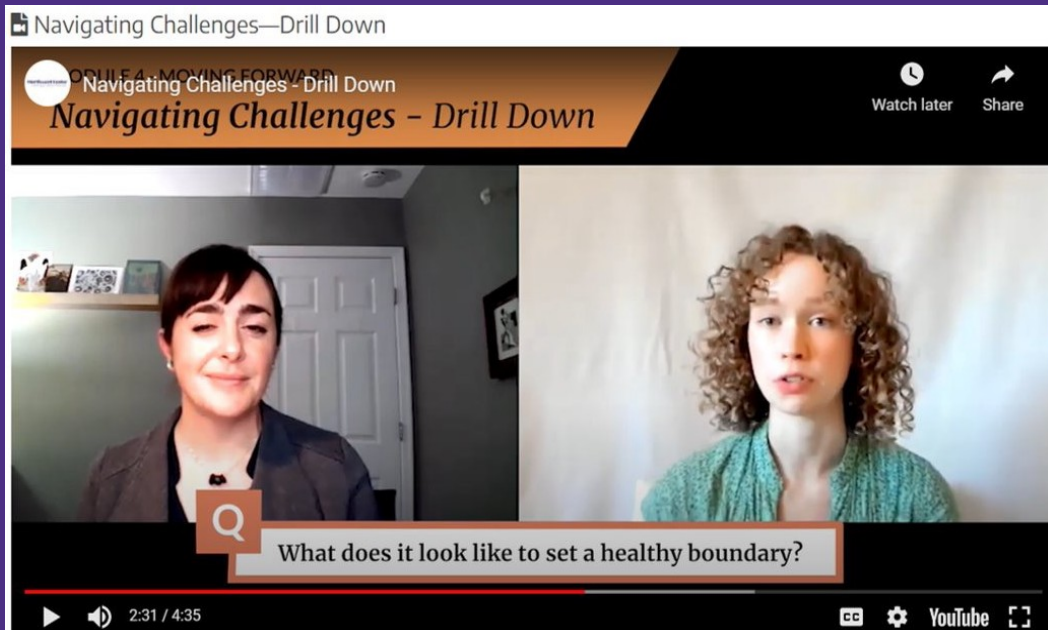 Navigating Challenges—Drill Down
MODULE 4 - MOVING FORWARD
Navigating Challenges - Drill Down
Watch later
Share
Navigating Challenges - Drill Down
Q
What does it look like to set a healthy boundary?
2:31 / 4:35
CC
YouTube